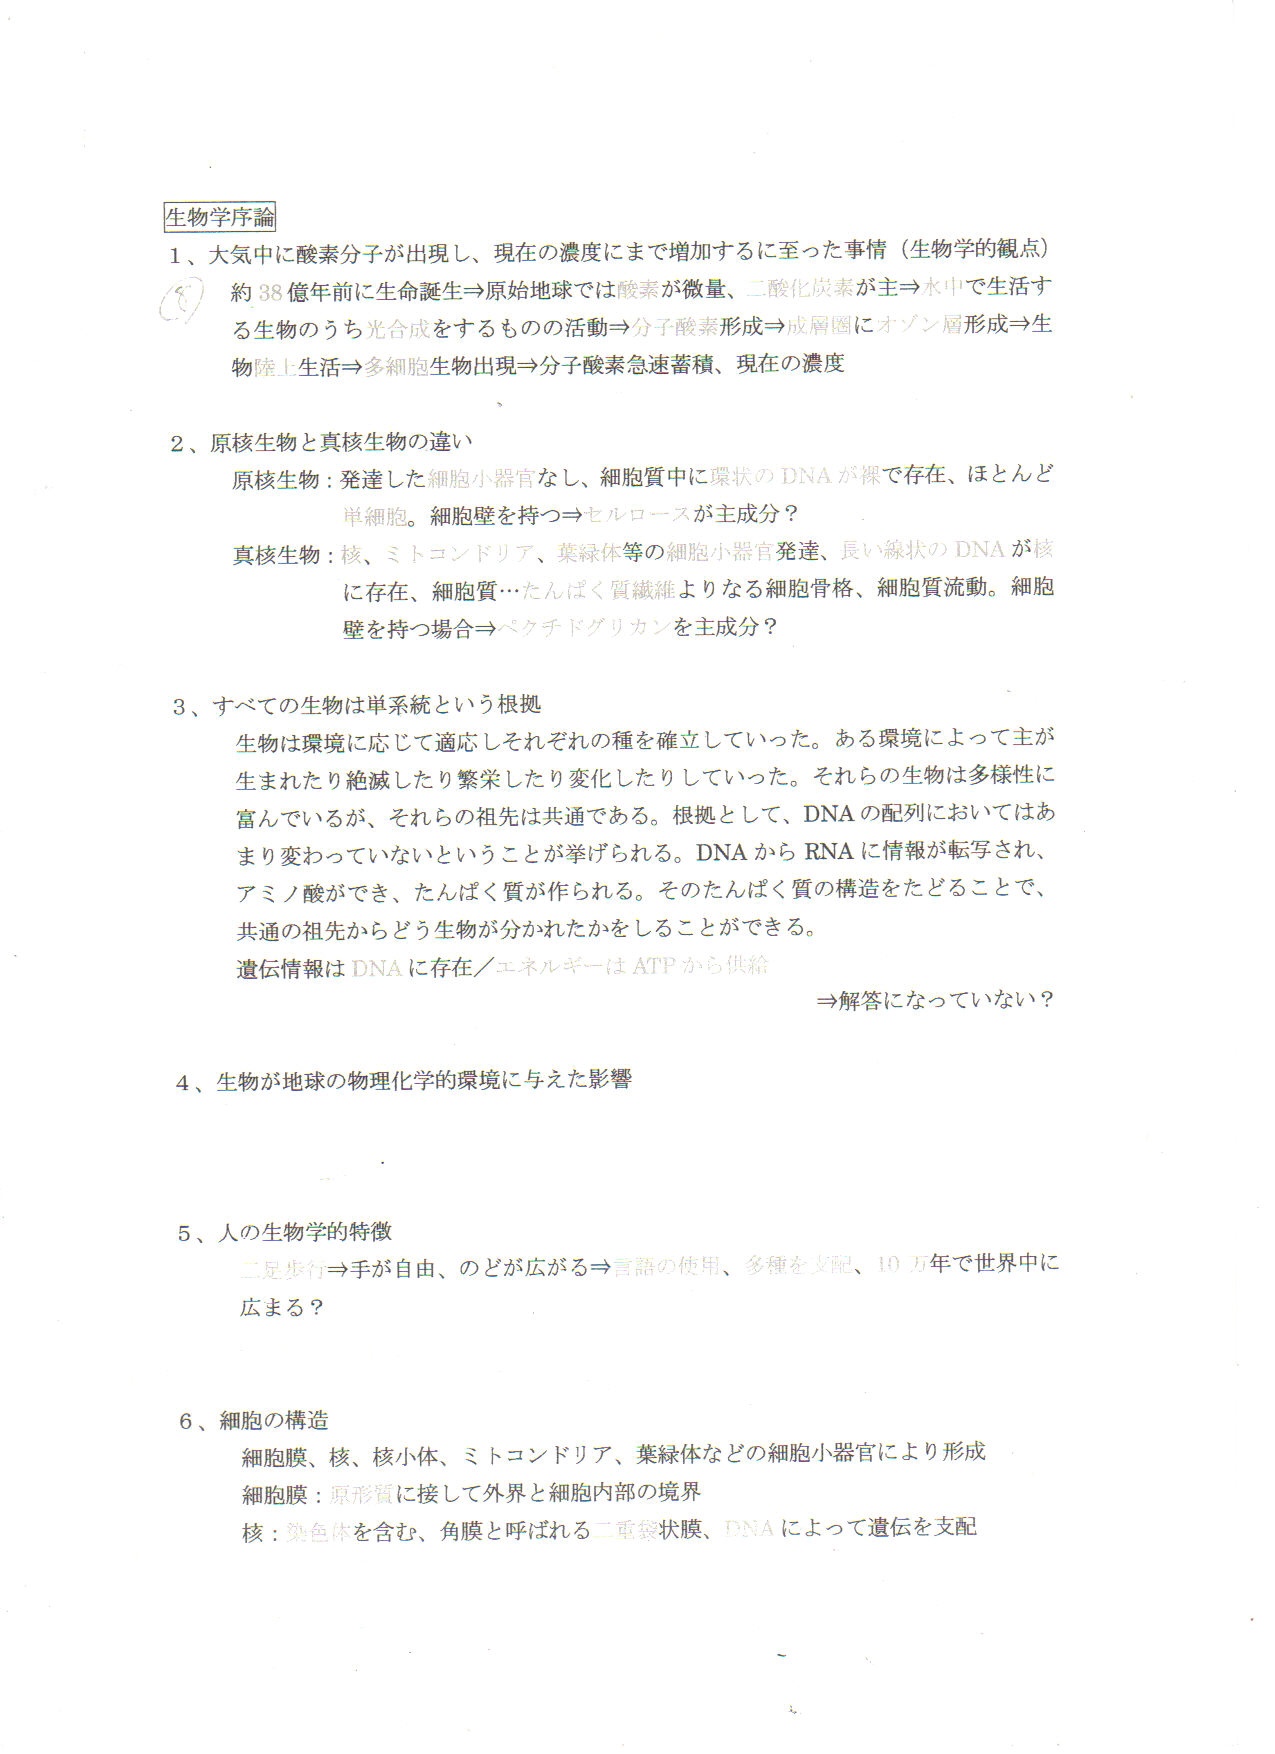 生物学序論
1、大気中に酸素分子が出現し、現在の濃度にまで増加するに至った事情（生物学的観点）
約38億年前に生命誕生⇒原始地球では酸素が微量、二酸化炭素が主⇒水中で生活す
る生物のうち光合成をするものの活動⇒分子酸素形成⇒成層圏にオゾン層形成⇒生
物陸上生活⇒多細胞生物出現⇒分子酸素急速蓄積、現在の濃度
2、原核生物と真核生物の違い
原核生物：発達した細胞小器官なし、細胞質中に環状のDNAが裸で存在、ほとんど
単細胞。細胞壁を持つ⇒セルロースが主成分？
真核生物：核、ミトコンドリア、葉緑体等の細胞小器官発達、長い線状のDNAが核
に存在、細胞質…たんぱく質繊維よりなる細胞骨格、細胞質流動。細胞
壁を持つ場合⇒ペクチドグリカンを主成分？
3、すべての生物は単系統という根拠
生物は環境に応じて適応しそれぞれの種を確立していった。ある環境によって主が
生まれたり絶滅したり繁栄したり変化したりしていった。それらの生物は多様性に
富んでいるが、それらの祖先は共通である。根拠として、DNAの配列においてはあ
まり変わっていないということが挙げられる。DNAからRNAに情報が転写され、
アミノ酸ができ、たんぱく質が作られる。そのたんぱく質の構造をたどることで、
共通の祖先からどう生物が分かれたかをしることができる。
遺伝情報はDNAに存在／エネルギーはATPから供給
⇒解答になっていない？
4、生物が地球の物理化学的環境に与えた影響
5、人の生物学的特徴
二足歩行⇒手が自由、のどが広がる⇒言語の使用、多種を支配、10万年で世界中に
広まる？
6、細胞の構造
細胞膜、核、核小体、ミトコンドリア、葉緑体などの細胞小器官により形成
細胞膜：原形質に接して外界と細胞内部の境界
核：染色体を含む、角膜と呼ばれる二重袋状膜、DNAによって遺伝を支配